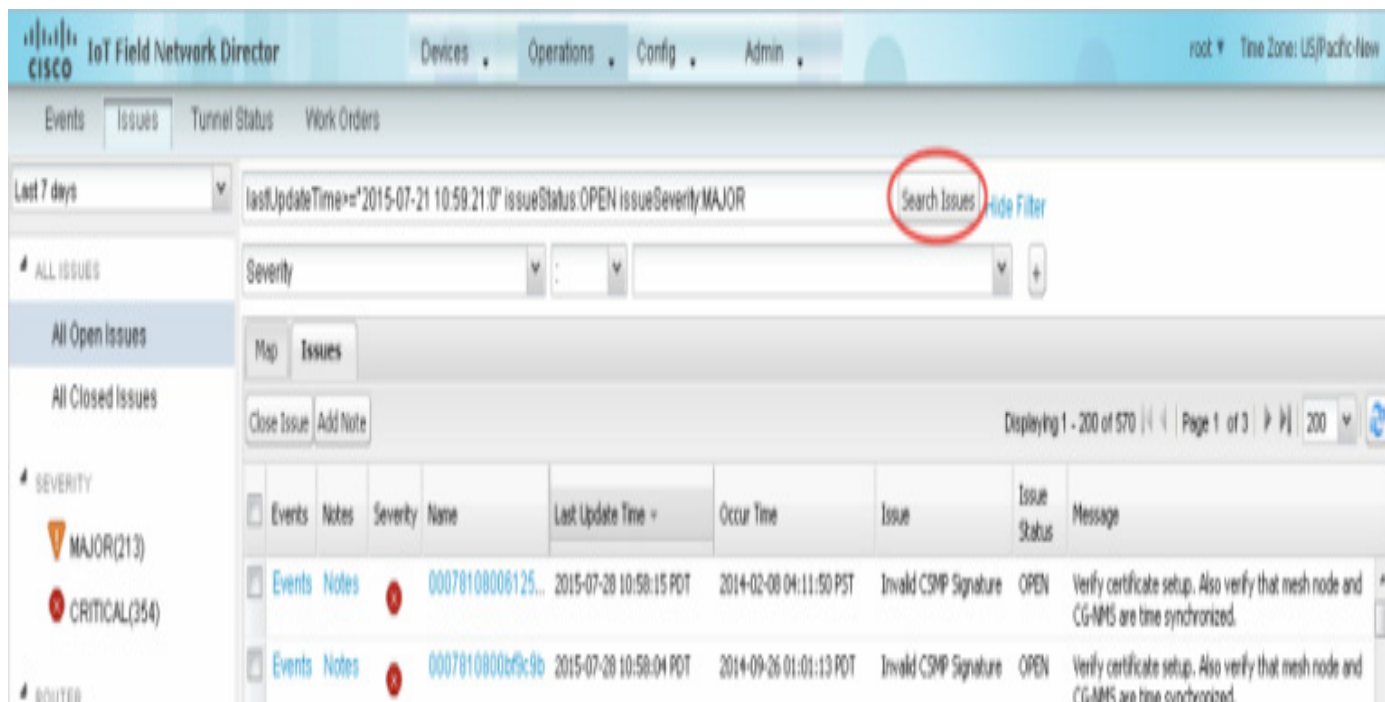 CISCO IoT Field Network Director Devices Operations Config Admin root Time Zone: US/Pacific-New
Events Issues Tunnel Status Work Orders
Last 7 days lastUpdateTime>="2015-07-21 10:59:21:0" issueStatus:OPEN issueSeverity:MAJOR Search Issues Hide Filter
ALL ISSUES Severity : +
All Open Issues Map Issues
All Closed Issues Close Issue Add Note Displaying 1 - 200 of 570 Page 1 of 3 200
SEVERITY
MAJOR(213)
CRITICAL(354)
ROUTER
Events Notes Severity Name Last Update Time Occur Time Issue Issue Status Message
Events Notes 00078108006125... 2015-07-28 10:58:15 PDT 2014-02-08 04:11:50 PST Invalid CSMP Signature OPEN Verify certificate setup. Also verify that mesh node and
CG-NMS are time synchronized.
Events Notes 0007810800bf9c9b 2015-07-28 10:58:04 PDT 2014-09-26 01:01:13 PDT Invalid CSMP Signature OPEN Verify certificate setup. Also verify that mesh node and
CG-NMS are time synchronized.